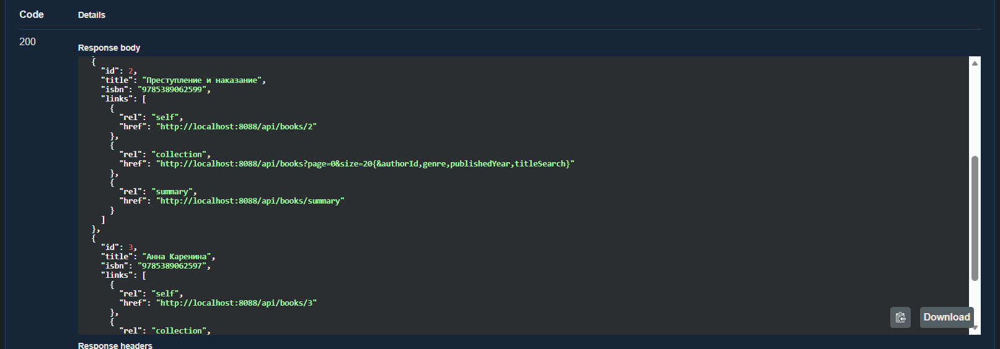 Code Details
200
Response body
{
"id": 2,
"title": "Преступление и наказание",
"isbn": "9785389062599",
"links": [
{
"rel": "self",
"href": "http://localhost:8088/api/books/2"
},
{
"rel": "collection",
"href": "http://localhost:8088/api/books?page=0&size=20{&authorId,genre,publishedYear,titleSearch}"
},
{
"rel": "summary",
"href": "http://localhost:8088/api/books/summary"
}
]
},
{
"id": 3,
"title": "Анна Каренина",
"isbn": "9785389062597",
"links": [
{
"rel": "self",
"href": "http://localhost:8088/api/books/3"
},
{
"rel": "collection",
Download
Response headers